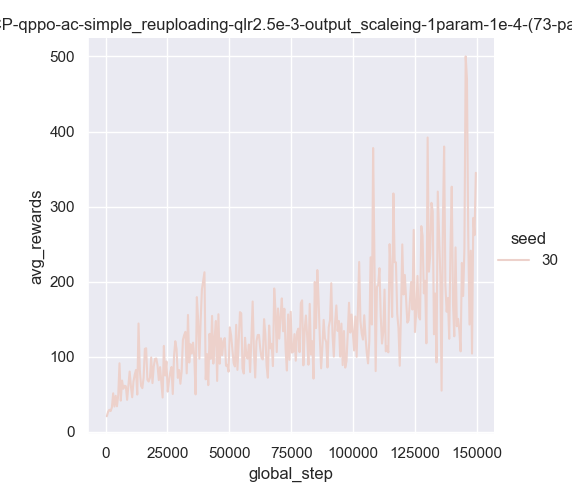 CP-qppo-ac-simple_reuploading-qlr2.5e-3-output_scaleing-1param-1e-4-(73-pa
500
400
300
200
100
0
avg_rewards
0 25000 50000 75000 100000 125000 150000
global_step
seed
30